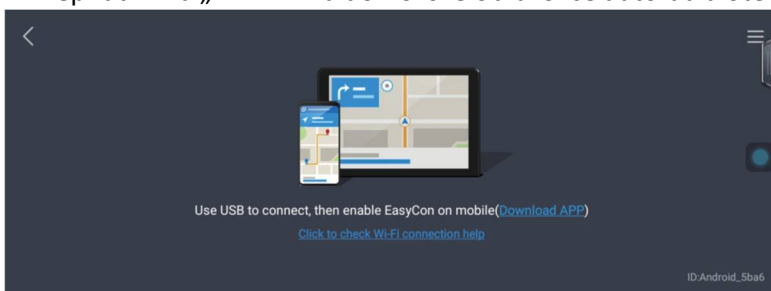 Use USB to connect, then enable EasyCon on mobile(Download APP)
Click to check Wi-Fi connection help
ID:Android_5ba6